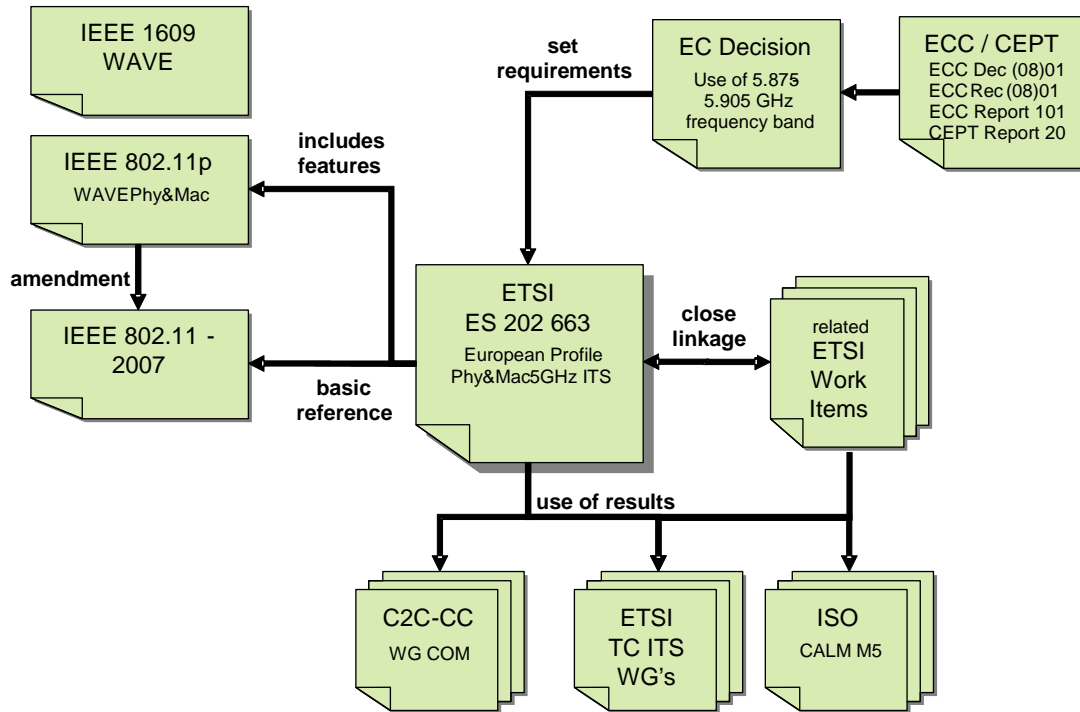 IEEE 1609
WAVE
set
requirements
EC Decision
Use of 5.875
5.905 GHz
frequency band
ECC / CEPT
ECC Dec (08)01
ECC Rec (08)01
ECC Report 101
CEPT Report 20
IEEE 802.11p
WAVEPhy&Mac
includes
features
amendment
IEEE 802.11 -
2007
basic
reference
ETSI
ES 202 663
European Profile
Phy&Mac5GHz ITS
close
linkage
related
ETSI
Work
Items
use of results
C2C-CC
WG COM
ETSI
TC ITS
WG's
ISO
CALM M5